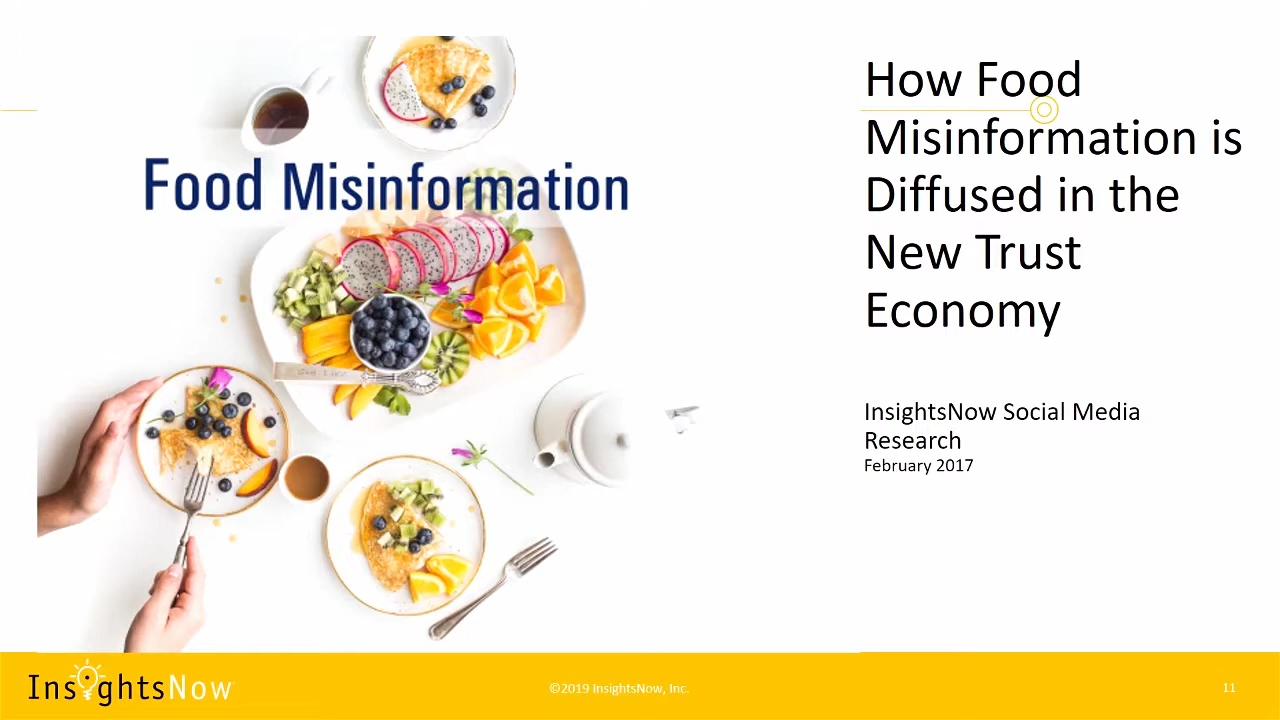 Food Misinformation
How Food
Misinformation is
Diffused in the
New Trust
Economy
InsightsNow Social Media
Research
February 2017
InsightsNow
©2019 InsightsNow, Inc.
11